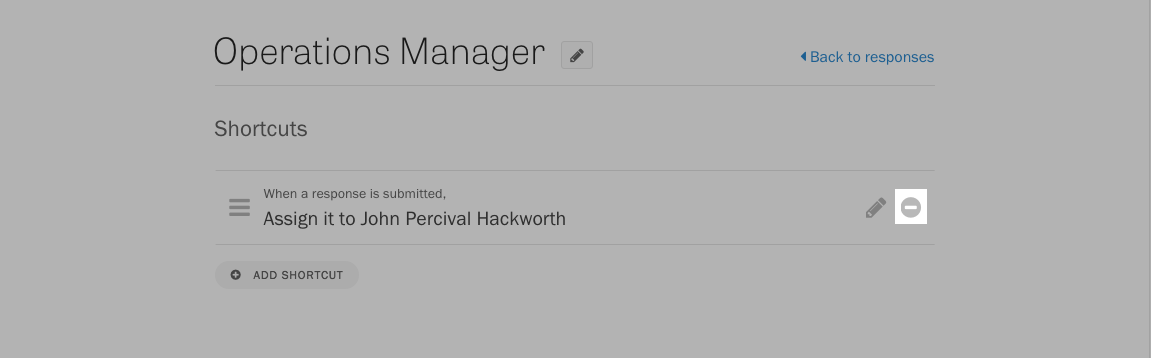 Operations Manager
Back to responses
Shortcuts
When a response is submitted,
Assign it to John Percival Hackworth
ADD SHORTCUT